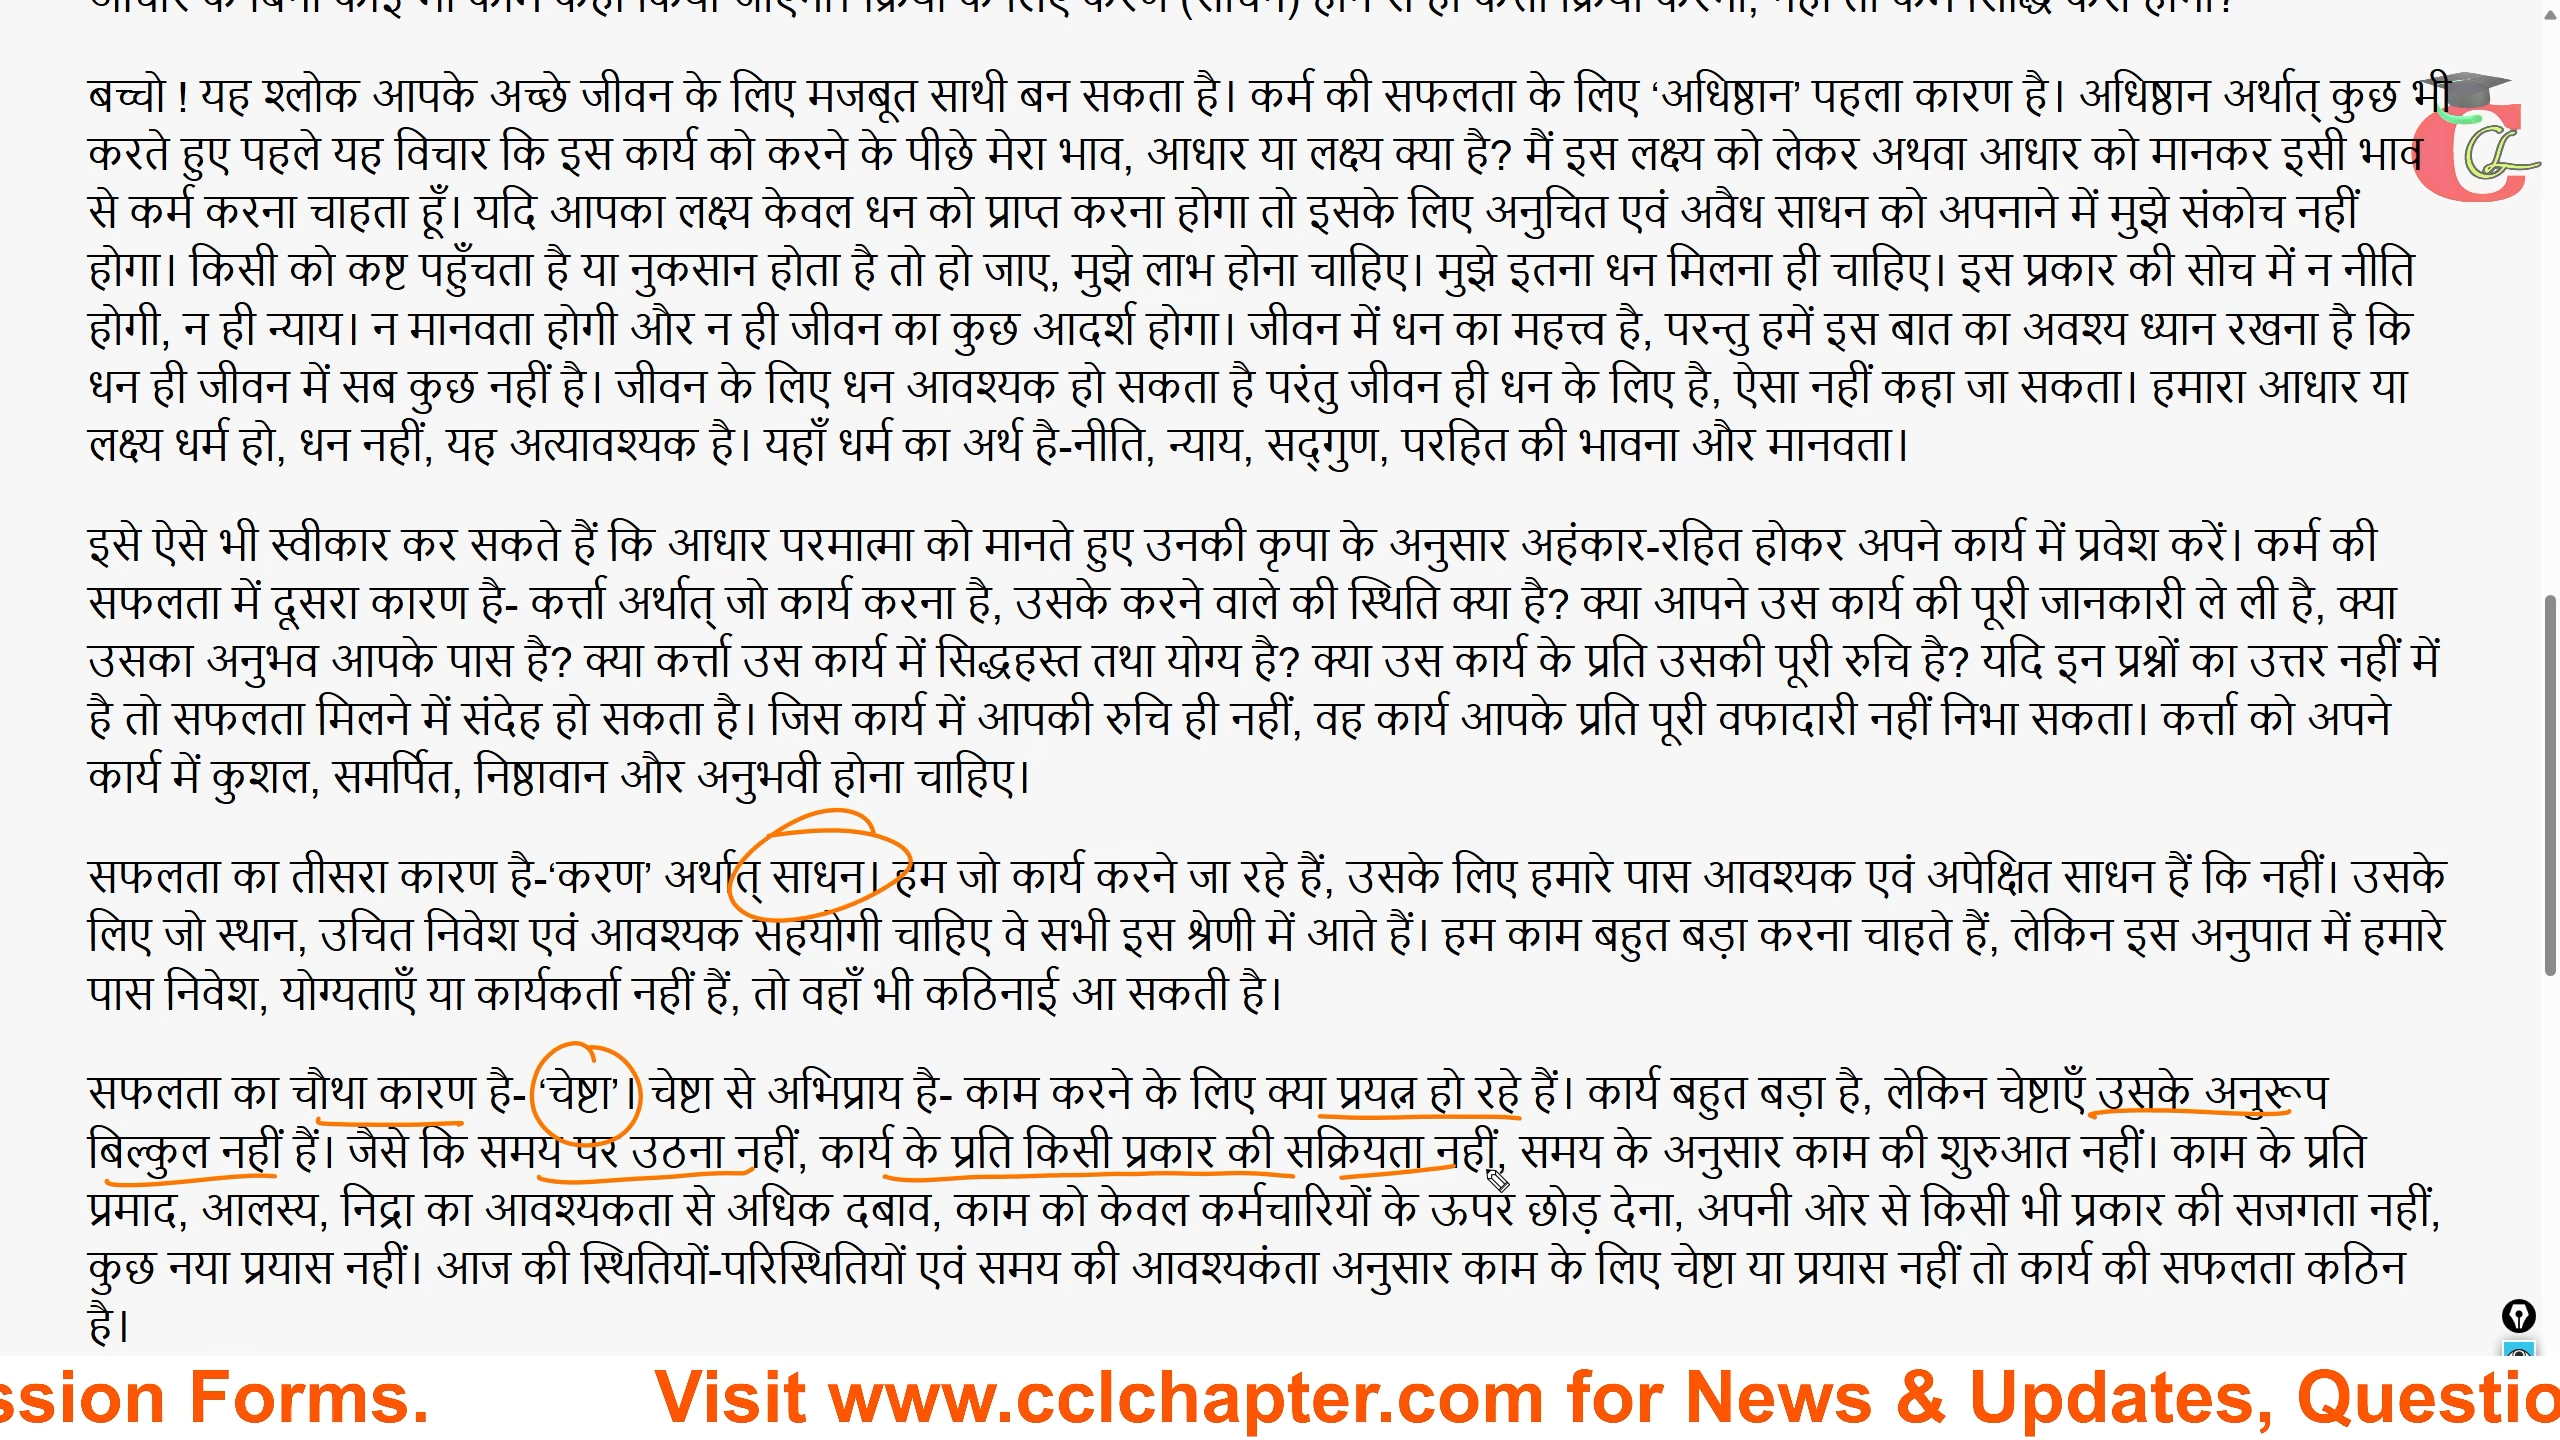 बच्चो ! यह श्लोक आपके अच्छे जीवन के लिए मजबूत साथी बन सकता है। कर्म की सफलता के लिए ‘अधिष्ठान’ पहला कारण है। अधिष्ठान अर्थात् कुछ भी
करते हुए पहले यह विचार कि इस कार्य को करने के पीछे मेरा भाव, आधार या लक्ष्य क्या है? मैं इस लक्ष्य को लेकर अथवा आधार को मानकर इसी भाव
से कर्म करना चाहता हूँ। यदि आपका लक्ष्य केवल धन को प्राप्त करना होगा तो इसके लिए अनुचित एवं अवैध साधन को अपनाने में मुझे संकोच नहीं
होगा। किसी को कष्ट पहुँचता है या नुकसान होता है तो हो जाए, मुझे लाभ होना चाहिए। मुझे इतना धन मिलना ही चाहिए। इस प्रकार की सोच में न नीति
होगी, न ही न्याय। न मानवता होगी और न ही जीवन का कुछ आदर्श होगा। जीवन में धन का महत्त्व है, परन्तु हमें इस बात का अवश्य ध्यान रखना है कि
धन ही जीवन में सब कुछ नहीं है। जीवन के लिए धन आवश्यक हो सकता है परंतु जीवन ही धन के लिए है, ऐसा नहीं कहा जा सकता। हमारा आधार या
लक्ष्य धर्म हो, धन नहीं, यह अत्यावश्यक है। यहाँ धर्म का अर्थ है-नीति, न्याय, सद्‌गुण, परहित की भावना और मानवता।
इसे ऐसे भी स्वीकार कर सकते हैं कि आधार परमात्मा को मानते हुए उनकी कृपा के अनुसार अहंकार-रहित होकर अपने कार्य में प्रवेश करें। कर्म की
सफलता में दूसरा कारण है- कर्त्ता अर्थात् जो कार्य करना है, उसके करने वाले की स्थिति क्या है? क्या आपने उस कार्य की पूरी जानकारी ले ली है, क्या
उसका अनुभव आपके पास है? क्या कर्त्ता उस कार्य में सिद्धहस्त तथा योग्य है? क्या उस कार्य के प्रति उसकी पूरी रुचि है? यदि इन प्रश्नों का उत्तर नहीं में
है तो सफलता मिलने में संदेह हो सकता है। जिस कार्य में आपकी रुचि ही नहीं, वह कार्य आपके प्रति पूरी वफादारी नहीं निभा सकता। कर्त्ता को अपने
कार्य में कुशल, समर्पित, निष्ठावान और अनुभवी होना चाहिए।
सफलता का तीसरा कारण है-‘करण’ अर्थात् साधन। हम जो कार्य करने जा रहे हैं, उसके लिए हमारे पास आवश्यक एवं अपेक्षित साधन हैं कि नहीं। उसके
लिए जो स्थान, उचित निवेश एवं आवश्यक सहयोगी चाहिए वे सभी इस श्रेणी में आते हैं। हम काम बहुत बड़ा करना चाहते हैं, लेकिन इस अनुपात में हमारे
पास निवेश, योग्यताएँ या कार्यकर्ता नहीं हैं, तो वहाँ भी कठिनाई आ सकती है।
सफलता का चौथा कारण है- ‘चेष्टा’। चेष्टा से अभिप्राय है- काम करने के लिए क्या प्रयत्न हो रहे हैं। कार्य बहुत बड़ा है, लेकिन चेष्टाएँ उसके अनुरूप
बिल्कुल नहीं हैं। जैसे कि समय पर उठना नहीं, कार्य के प्रति किसी प्रकार की सक्रियता नहीं, समय के अनुसार काम की शुरुआत नहीं। काम के प्रति
प्रमाद, आलस्य, निद्रा का आवश्यकता से अधिक दबाव, काम को केवल कर्मचारियों के ऊपर छोड़ देना, अपनी ओर से किसी भी प्रकार की सजगता नहीं,
कुछ नया प्रयास नहीं। आज की स्थितियों-परिस्थितियों एवं समय की आवश्यकंता अनुसार काम के लिए चेष्टा या प्रयास नहीं तो कार्य की सफलता कठिन
है।
ssion Forms. Visit www.cclchapter.com for News & Updates, Questio